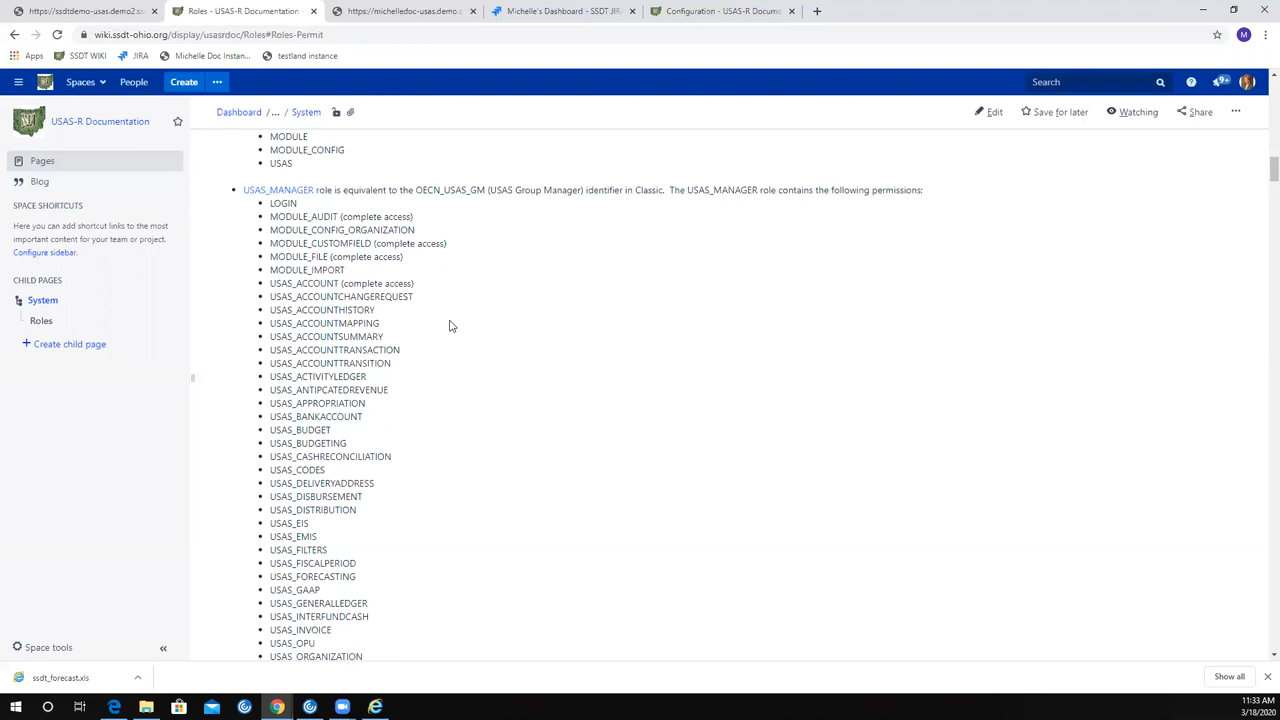 https://ssdtdemo-usas.demo2.ss
Roles - USAS-R Documentation
https://michelledoc-usas.demo.s
Michelle's Dashboard - SSDT JIRA
Configuration - USAS-R Docume
wiki.ssdt-ohio.org/display/usasrdoc/Roles#Roles-Permit
M
Apps
SSDT WIKI
JIRA
Michelle Doc Instan...
testland instance
Spaces
People
Create
Search
9+
USAS-R Documentation
Dashboard / ... / System
Edit
Save for later
Watching
Share
Pages
Blog
SPACE SHORTCUTS
Here you can add shortcut links to the most
important content for your team or project.
Configure sidebar.
CHILD PAGES
System
Roles
Create child page
Space tools
MODULE
MODULE_CONFIG
USAS
USAS_MANAGER role is equivalent to the OECN_USAS_GM (USAS Group Manager) identifier in Classic. The USAS_MANAGER role contains the following permissions:
LOGIN
MODULE_AUDIT (complete access)
MODULE_CONFIG_ORGANIZATION
MODULE_CUSTOMFIELD (complete access)
MODULE_FILE (complete access)
MODULE_IMPORT
USAS_ACCOUNT (complete access)
USAS_ACCOUNTCHANGEREQUEST
USAS_ACCOUNTHISTORY
USAS_ACCOUNTMAPPING
USAS_ACCOUNTSUMMARY
USAS_ACCOUNTTRANSACTION
USAS_ACCOUNTTRANSITION
USAS_ACTIVITYLEDGER
USAS_ANTIPCATEDREVENUE
USAS_APPROPRIATION
USAS_BANKACCOUNT
USAS_BUDGET
USAS_BUDGETING
USAS_CASHRECONCILIATION
USAS_CODES
USAS_DELIVERYADDRESS
USAS_DISBURSEMENT
USAS_DISTRIBUTION
USAS_EIS
USAS_EMIS
USAS_FILTERS
USAS_FISCALPERIOD
USAS_FORECASTING
USAS_GAAP
USAS_GENERALLEDGER
USAS_INTERFUNDCASH
USAS_INVOICE
USAS_OPU
USAS_ORGANIZATION
ssdt_forecast.xls
Show all
11:33 AM
3/18/2020